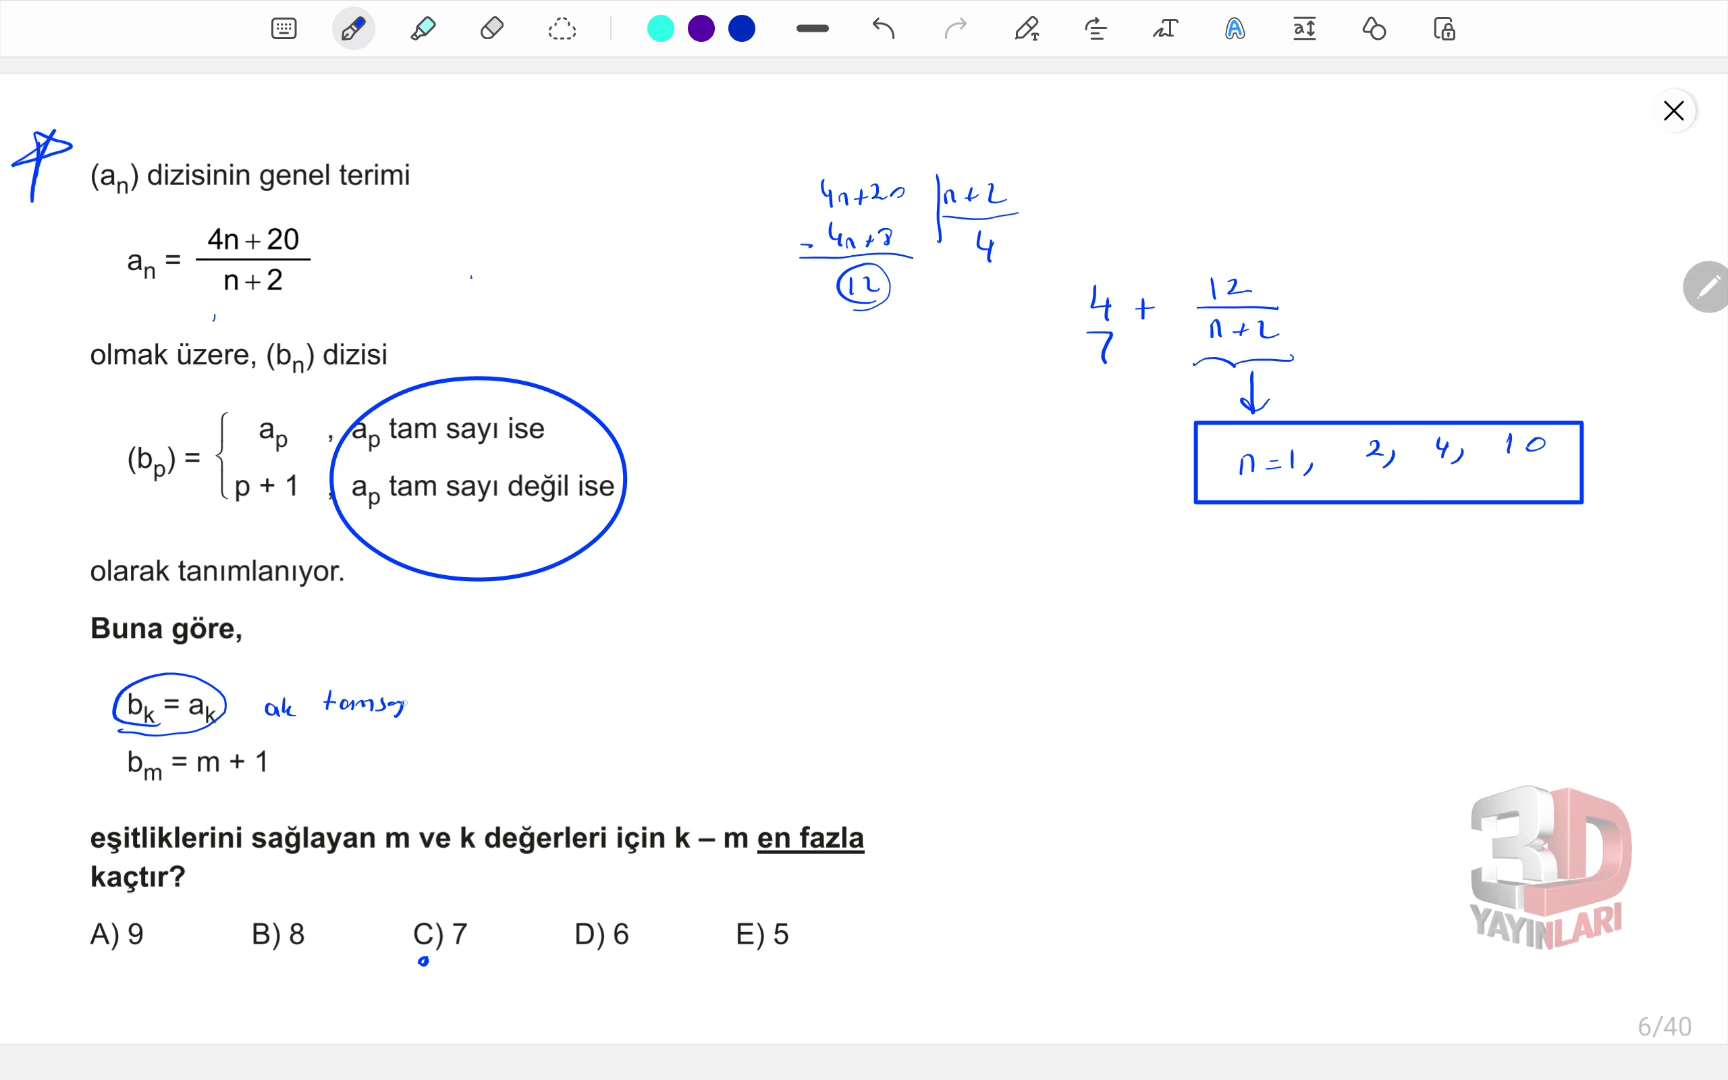 (aₙ) dizisinin genel terimi
aₙ = (4n + 20)/(n + 2)
olmak üzere, (bₙ) dizisi
(bₚ) = { aₚ , aₚ tam sayı ise
p + 1 , aₚ tam sayı değil ise
olarak tanımlanıyor.
Buna göre,
bₖ = aₖ ak tamsay
bₘ = m + 1
eşitliklerini sağlayan m ve k değerleri için k – m en fazla
kaçtır?
A) 9 B) 8 C) 7 D) 6 E) 5
4n+20 | n+2
- 4n+8 4
12
4 + 12/(n+2)
7
n=1, 2, 4, 10
3D
YAYINLARI
6/40